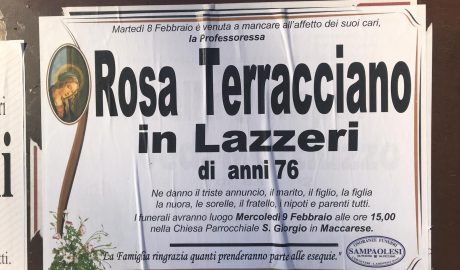 Martedì 8 Febbraio è venuta a mancare all'affetto dei suoi cari,
la Professoressa
Rosa Terracciano
in Lazzeri
di anni 76
Ne danno il triste annuncio, il marito, il figlio, la figlia
la nuora, le sorelle, il fratello, i nipoti e parenti tutti.
I funerali avranno luogo Mercoledì 9 Febbraio alle ore 15,00
nella Chiesa Parrocchiale S. Giorgio in Maccarese.
La Famiglia ringrazia quanti prenderanno parte alle esequie.
ONORANZE FUNEBRI
SAMPAOLESI